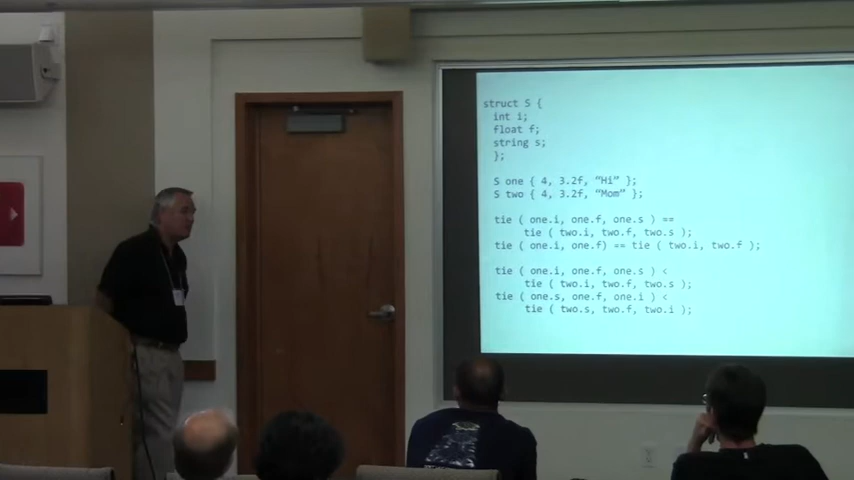 struct S {
int i;
float f;
string s;
};
S one { 4, 3.2f, “Hi” };
S two { 4, 3.2f, “Mom” };
tie ( one.i, one.f, one.s ) ==
tie ( two.i, two.f, two.s );
tie ( one.i, one.f) == tie ( two.i, two.f );
tie ( one.i, one.f, one.s ) <
tie ( two.i, two.f, two.s );
tie ( one.s, one.f, one.i ) <
tie ( two.s, two.f, two.i );